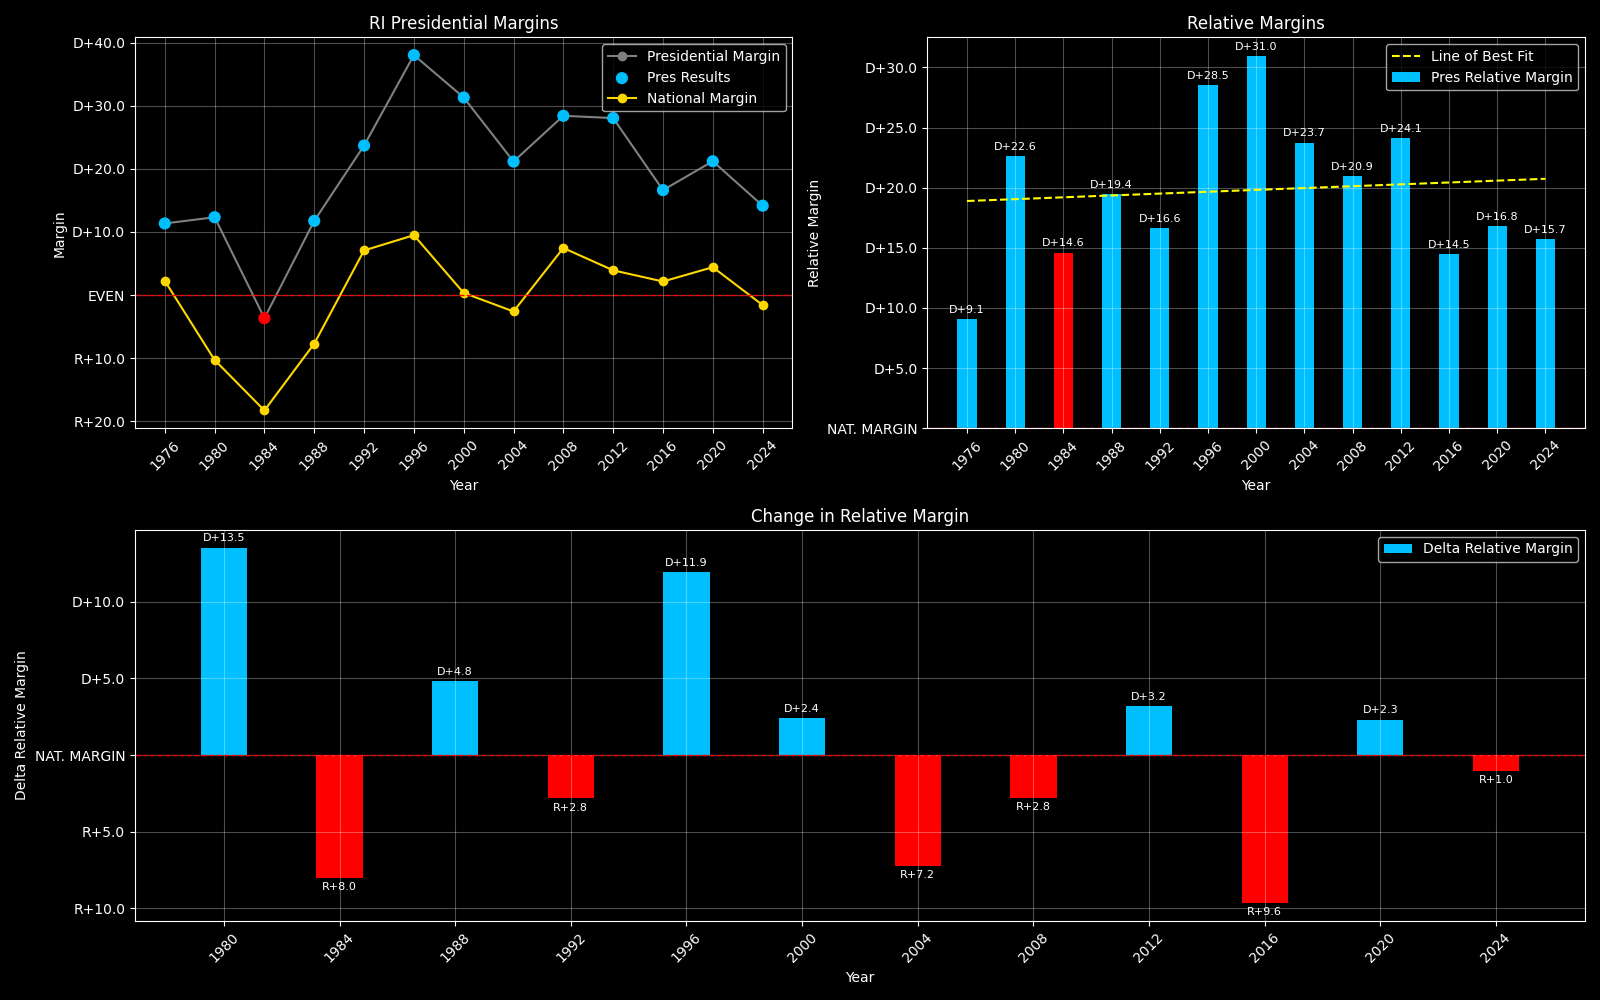 RI Presidential Margins
D+40.0
D+30.0
D+20.0
D+10.0
EVEN
R+10.0
R+20.0
Margin
Presidential Margin
Pres Results
National Margin
1976
1980
1984
1988
1992
1996
2000
2004
2008
2012
2016
2020
2024
Year
Relative Margins
D+30.0
D+25.0
D+20.0
D+15.0
D+10.0
D+5.0
NAT. MARGIN
Relative Margin
Line of Best Fit
Pres Relative Margin
D+9.1
D+22.6
D+14.6
D+19.4
D+16.6
D+28.5
D+31.0
D+23.7
D+20.9
D+24.1
D+14.5
D+16.8
D+15.7
1976
1980
1984
1988
1992
1996
2000
2004
2008
2012
2016
2020
2024
Year
Change in Relative Margin
D+10.0
D+5.0
NAT. MARGIN
R+5.0
R+10.0
Delta Relative Margin
Delta Relative Margin
D+13.5
R+8.0
D+4.8
R+2.8
D+11.9
D+2.4
R+7.2
R+2.8
D+3.2
R+9.6
D+2.3
R+1.0
1980
1984
1988
1992
1996
2000
2004
2008
2012
2016
2020
2024
Year